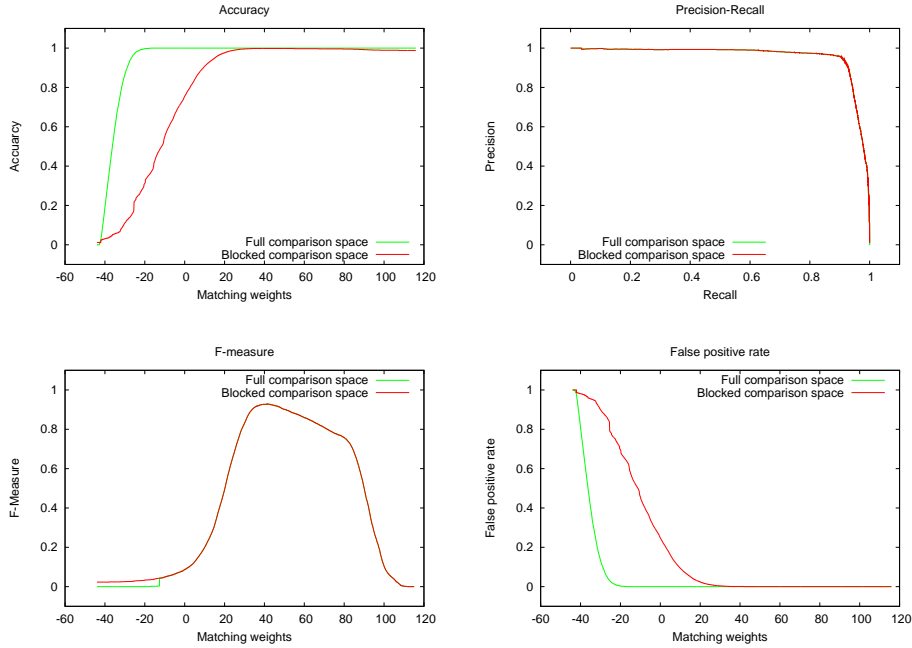 Accuracy
1
0.8
0.6
0.4
0.2
0
Accuarcy
Full comparison space
Blocked comparison space
-60 -40 -20 0 20 40 60 80 100 120
Matching weights
Precision-Recall
1
0.8
0.6
0.4
0.2
0
Precision
Full comparison space
Blocked comparison space
0 0.2 0.4 0.6 0.8 1
Recall
F-measure
1
0.8
0.6
0.4
0.2
0
F-Measure
Full comparison space
Blocked comparison space
-60 -40 -20 0 20 40 60 80 100 120
Matching weights
False positive rate
1
0.8
0.6
0.4
0.2
0
False positive rate
Full comparison space
Blocked comparison space
-60 -40 -20 0 20 40 60 80 100 120
Matching weights